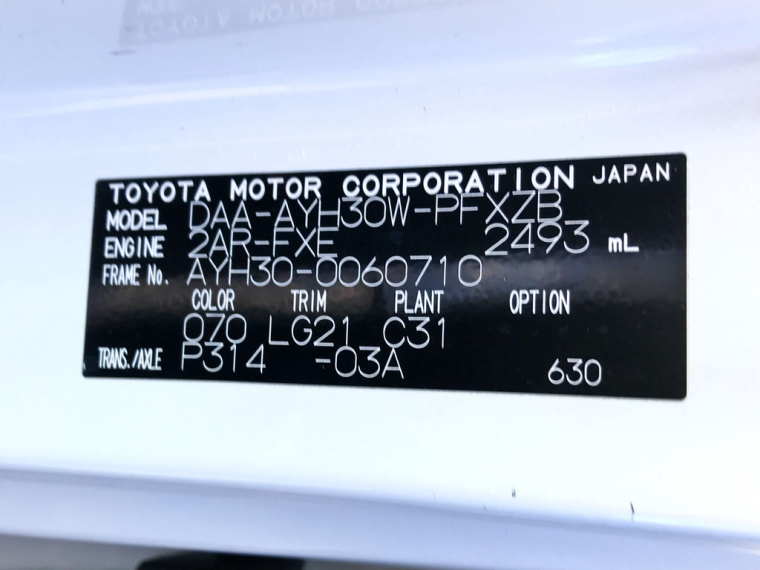 TOYOTA MOTOR CORPORATION JAPAN
MODEL DAA-AYH30W-PFXZB
ENGINE 2AR-FXE 2493 mL
FRAME No. AYH30-0060710
COLOR TRIM PLANT OPTION
070 LG21 C31
TRANS./AXLE P314 -03A 630